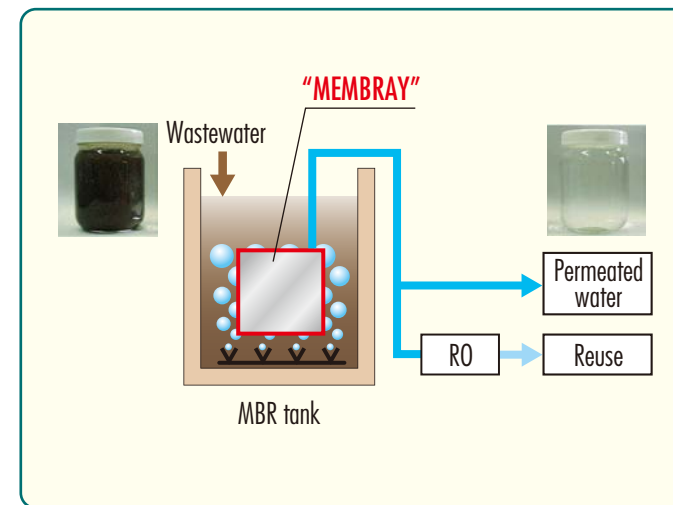 “MEMBRAY”
Wastewater
Permeated
water
RO
Reuse
MBR tank